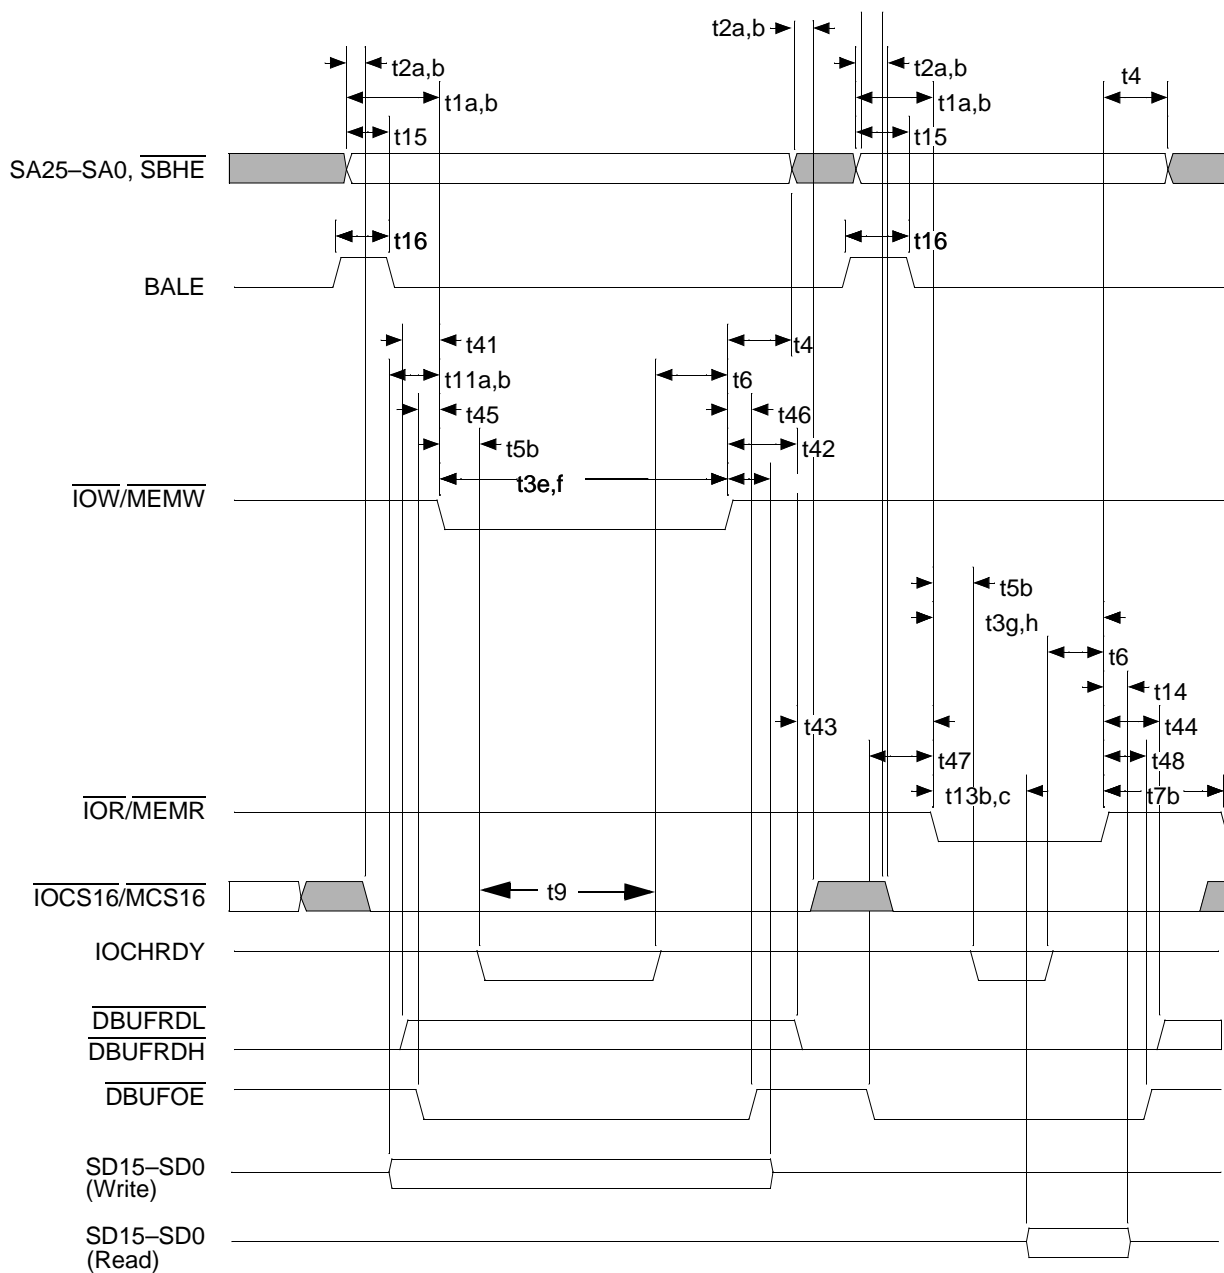 t2a,b
t2a,b
t2a,b
t4
t1a,b
t1a,b
t15
t15
SA25–SA0, SBHE
t16
t16
BALE
t41
t4
t11a,b
t6
t45
t46
t5b
t42
t3e,f
IOW/MEMW
t5b
t3g,h
t6
t14
t43
t44
t47
t48
t13b,c
t7b
IOR/MEMR
IOCS16/MCS16
t9
IOCHRDY
DBUFRDL
DBUFRDH
DBUFOE
SD15–SD0
(Write)
SD15–SD0
(Read)